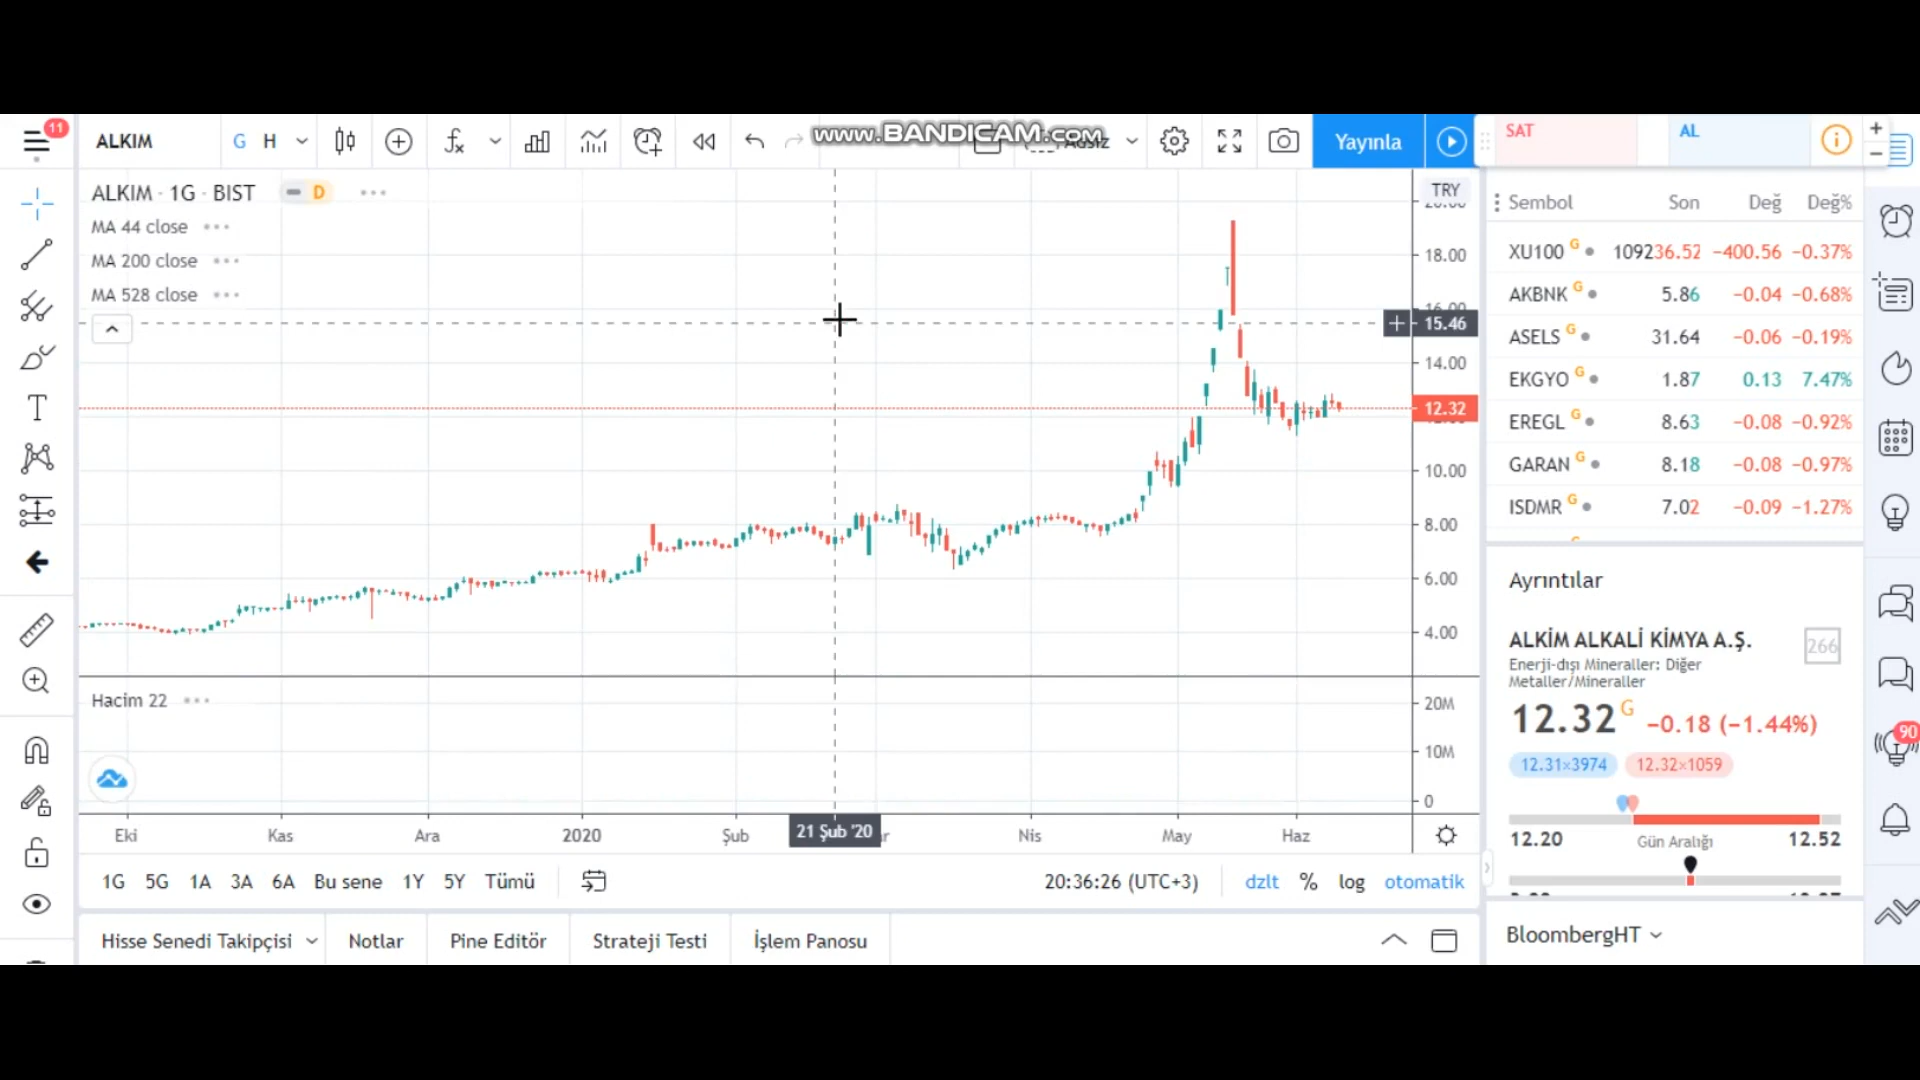 11
ALKIM
G H
www.BANDICAM.com
Yayınla
SAT
AL
ALKIM · 1G · BIST
D
MA 44 close
MA 200 close
MA 528 close
TRY
18.00
15.46
14.00
12.32
10.00
8.00
6.00
4.00
Hacim 22
20M
10M
0
Eki Kas Ara 2020 Şub 21 Şub '20 Nis May Haz
1G 5G 1A 3A 6A Bu sene 1Y 5Y Tümü
20:36:26 (UTC+3)
dzlt % log otomatik
Hisse Senedi Takipçisi Notlar Pine Editör Strateji Testi İşlem Panosu
Sembol Son Değ Değ%
XU100 G 109236.52 −400.56 −0.37%
AKBNK G 5.86 −0.04 −0.68%
ASELS G 31.64 −0.06 −0.19%
EKGYO G 1.87 0.13 7.47%
EREGL G 8.63 −0.08 −0.92%
GARAN G 8.18 −0.08 −0.97%
ISDMR G 7.02 −0.09 −1.27%
Ayrıntılar
ALKİM ALKALİ KİMYA A.Ş.
266
Enerji-dışı Mineraller: Diğer
Metaller/Mineraller
12.32 G −0.18 (−1.44%)
12.31×3974 12.32×1059
12.20 Gün Aralığı 12.52
90
BloombergHT